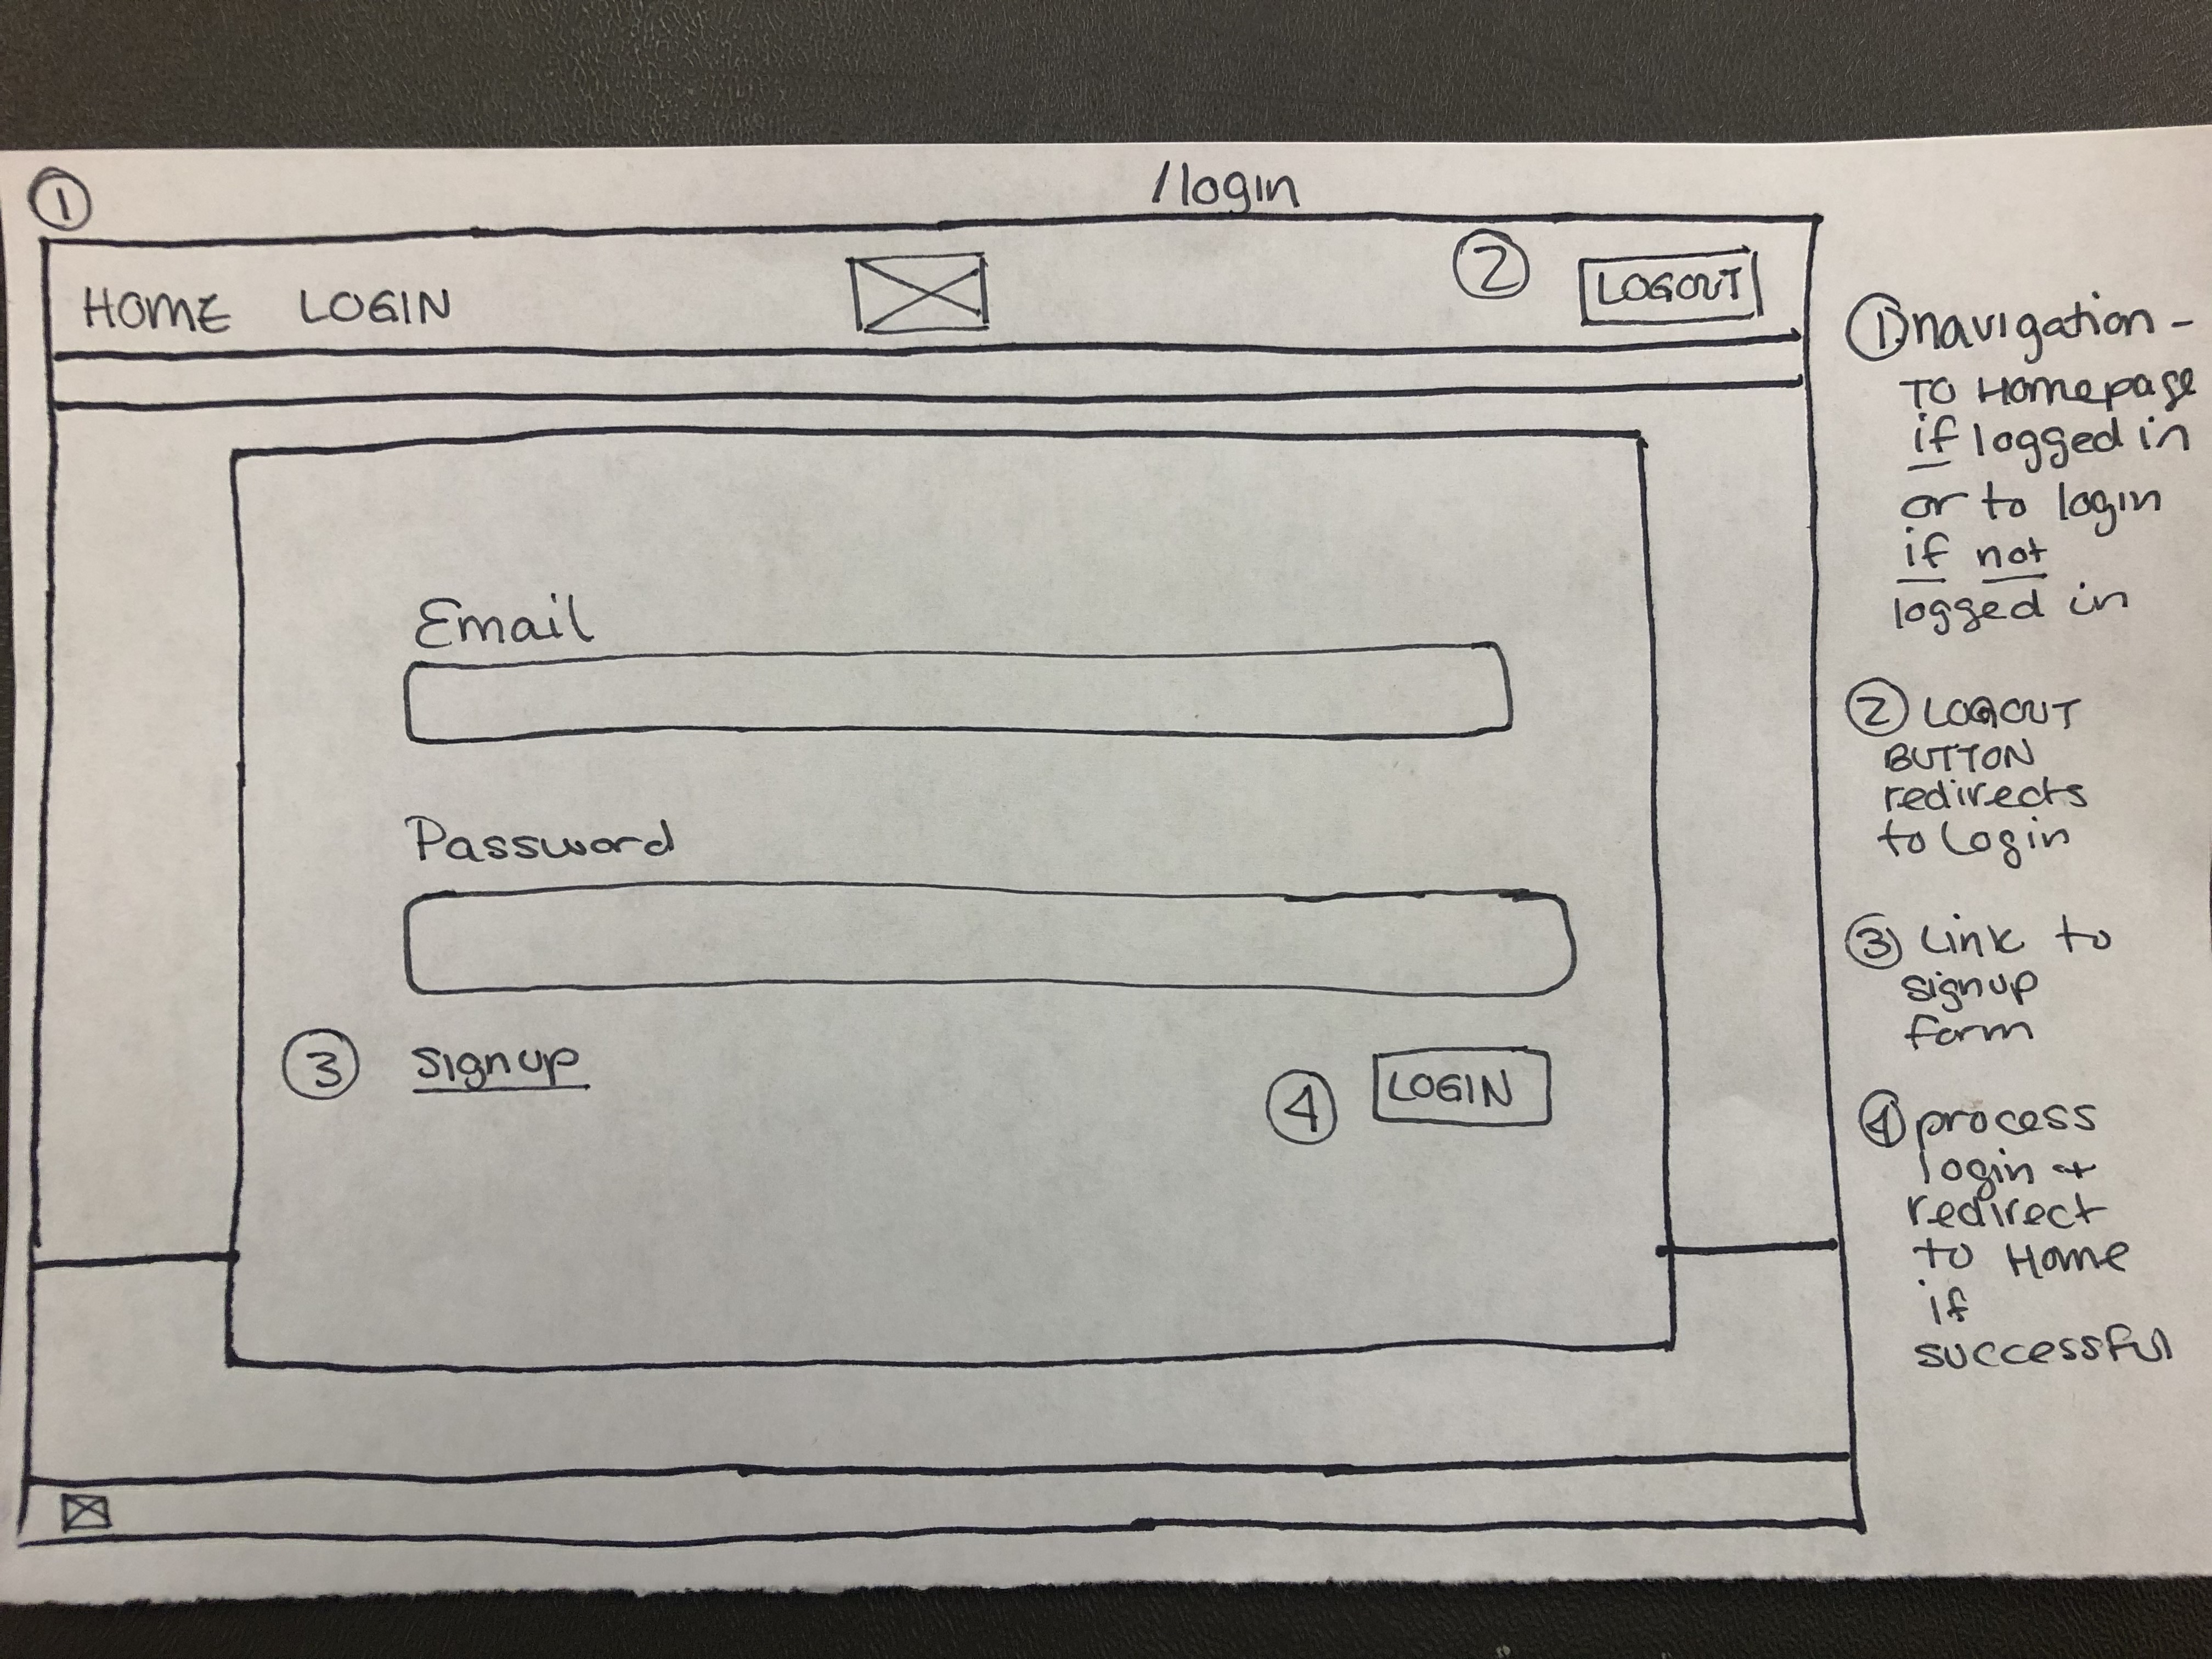 1
/login
HOME LOGIN
2 LOGOUT
Email
Password
3 signup
4 LOGIN
1 navigation -
TO Homepage
if logged in
or to login
if not
logged in
2 LOGOUT
BUTTON
redirects
to Login
3 Link to
signup
form
4 process
login +
redirect
to Home
if
successful